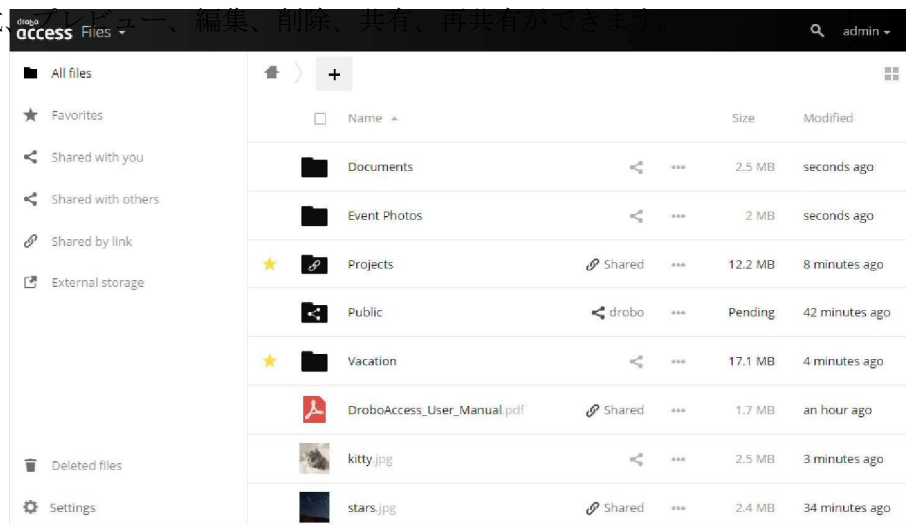 、プレビュー、編集、削除、共有、再共有ができます。
drobo
access Files
admin
All files
Favorites
Shared with you
Shared with others
Shared by link
External storage
Deleted files
Settings
+
Name Size Modified
Documents 2.5 MB seconds ago
Event Photos 2 MB seconds ago
Projects Shared 12.2 MB 8 minutes ago
Public drobo Pending 42 minutes ago
Vacation 17.1 MB 4 minutes ago
DroboAccess_User_Manual.pdf Shared 1.7 MB an hour ago
kitty.jpg 2.5 MB 3 minutes ago
stars.jpg Shared 2.4 MB 34 minutes ago